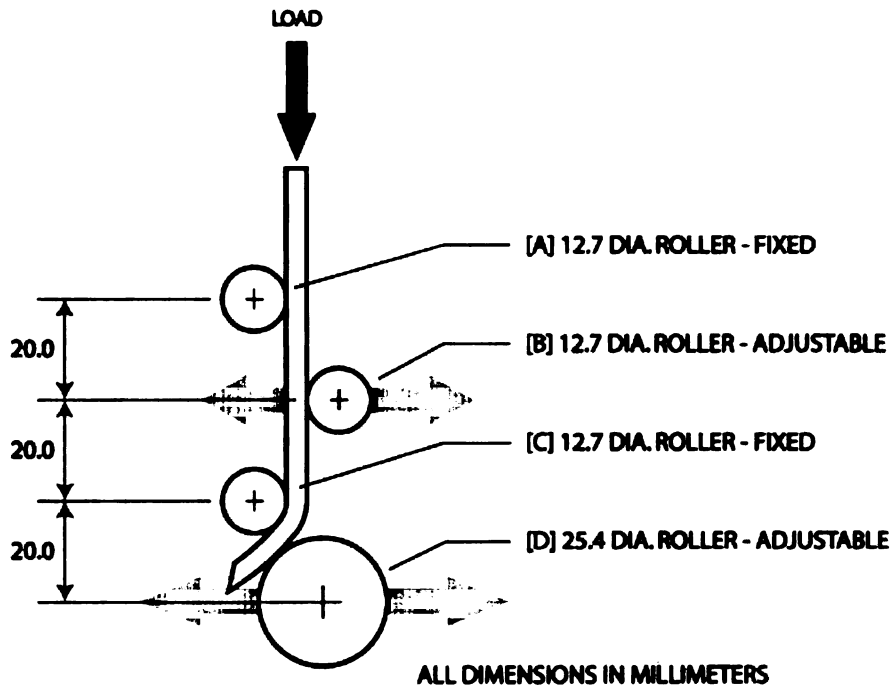 LOAD
[A] 12.7 DIA. ROLLER - FIXED
20.0
[B] 12.7 DIA. ROLLER - ADJUSTABLE
20.0
[C] 12.7 DIA. ROLLER - FIXED
20.0
[D] 25.4 DIA. ROLLER - ADJUSTABLE
ALL DIMENSIONS IN MILLIMETERS